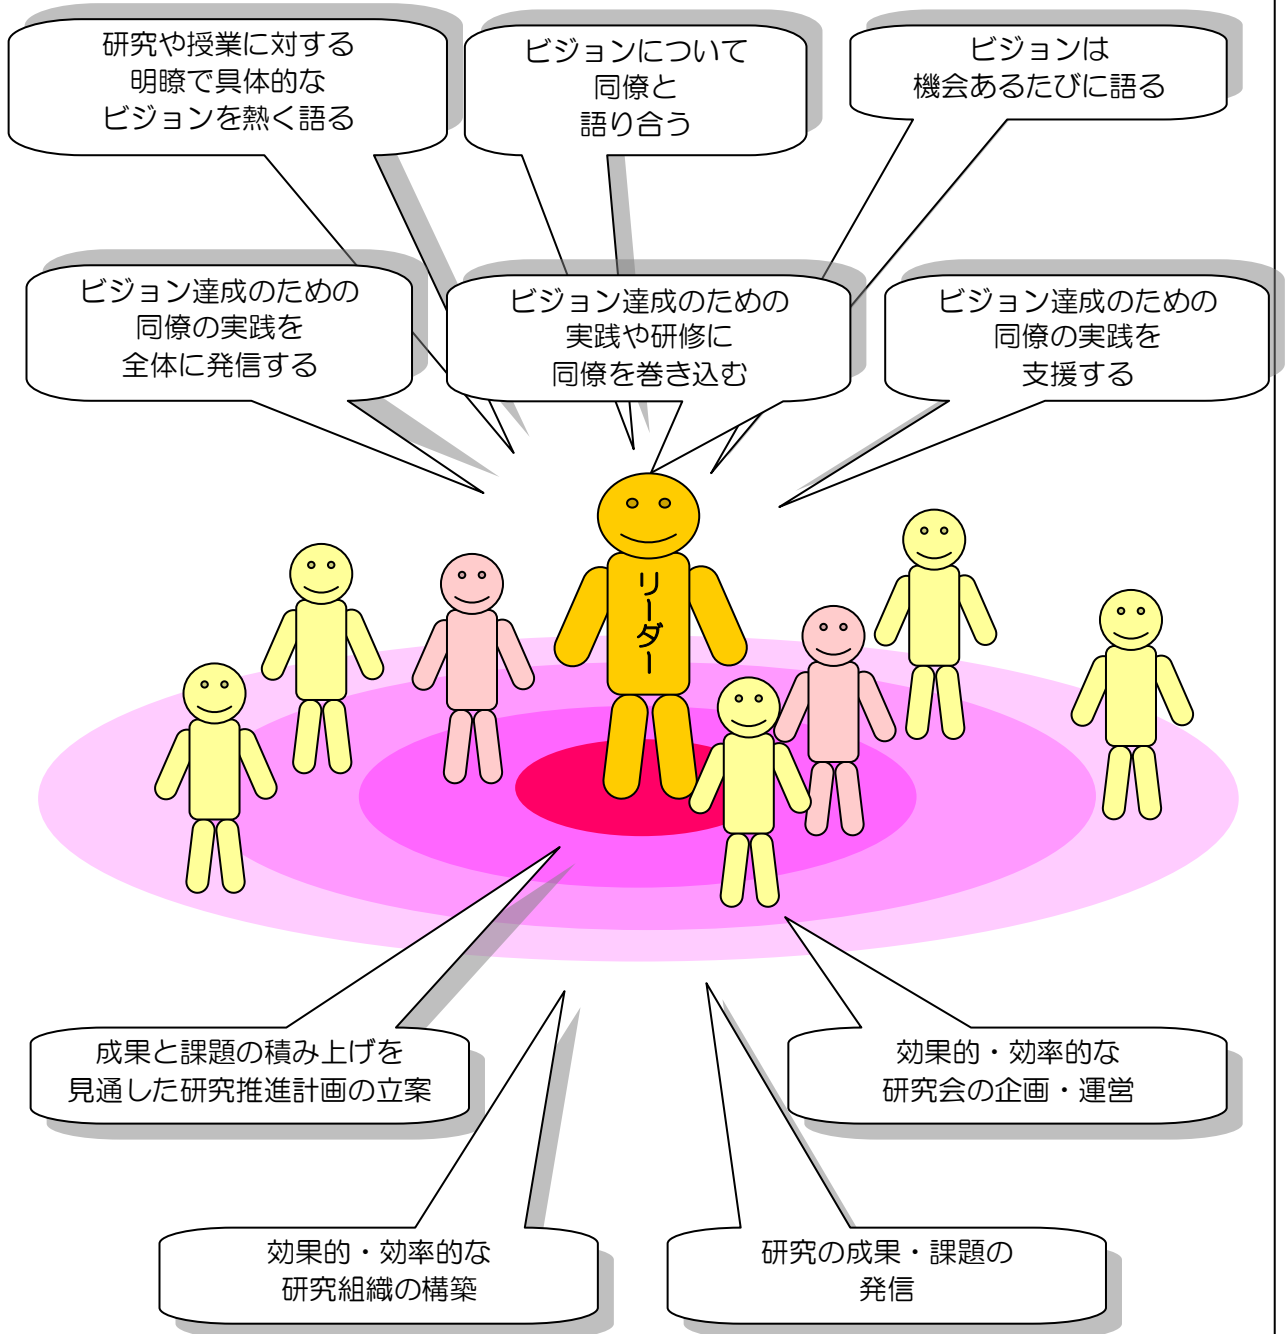 研究や授業に対する
明瞭で具体的な
ビジョンを熱く語る
ビジョンについて
同僚と
語り合う
ビジョンは
機会あるたびに語る
ビジョン達成のための
同僚の実践を
全体に発信する
ビジョン達成のための
実践や研修に
同僚を巻き込む
ビジョン達成のための
同僚の実践を
支援する
リーダー
成果と課題の積み上げを
見通した研究推進計画の立案
効果的・効率的な
研究会の企画・運営
効果的・効率的な
研究組織の構築
研究の成果・課題の
発信